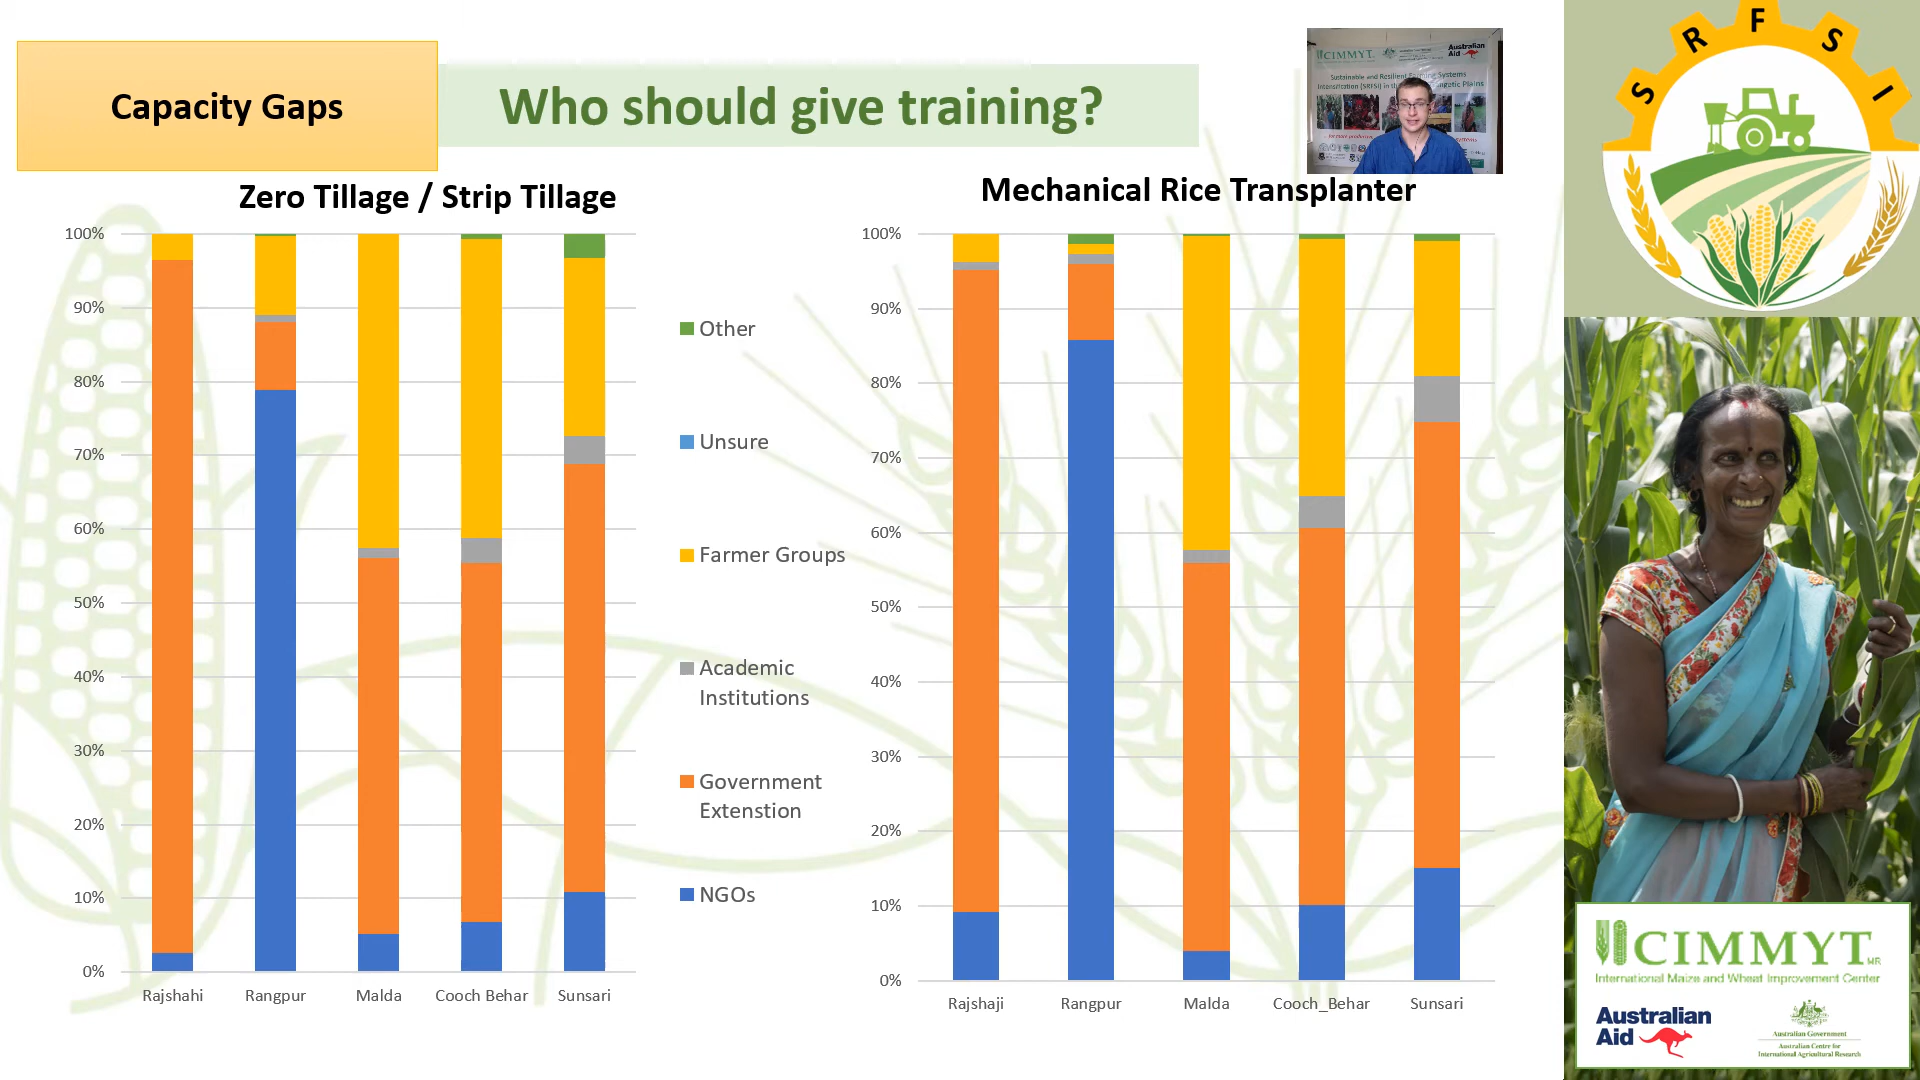 Capacity Gaps
Who should give training?
CIMMYT
Australian Aid
Sustainable and Resilient Farming Systems
Intensification (SRFSI) in the
Plains
S R F S I
Zero Tillage / Strip Tillage
Mechanical Rice Transplanter
100%
90%
80%
70%
60%
50%
40%
30%
20%
10%
0%
Rajshahi Rangpur Malda Cooch Behar Sunsari
Other
Unsure
Farmer Groups
Academic
Institutions
Government
Extenstion
NGOs
100%
90%
80%
70%
60%
50%
40%
30%
20%
10%
0%
Rajshaji Rangpur Malda Cooch_Behar Sunsari
CIMMYT MR
International Maize and Wheat Improvement Center
Australian
Aid
Australian Government
Australian Centre for
International Agricultural Research